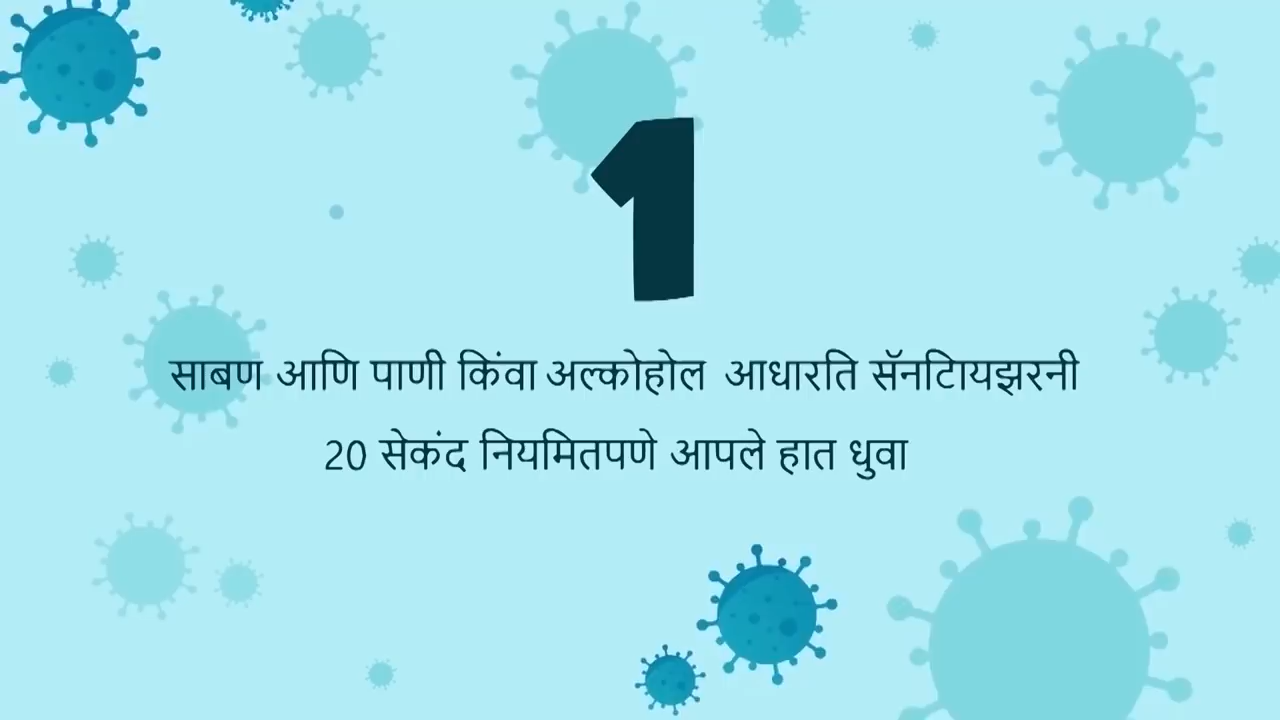 1
साबण आणि पाणी किंवा अल्कोहोल आधारति सॅनटिायझरनी
20 सेकंद नियमितपणे आपले हात धुवा